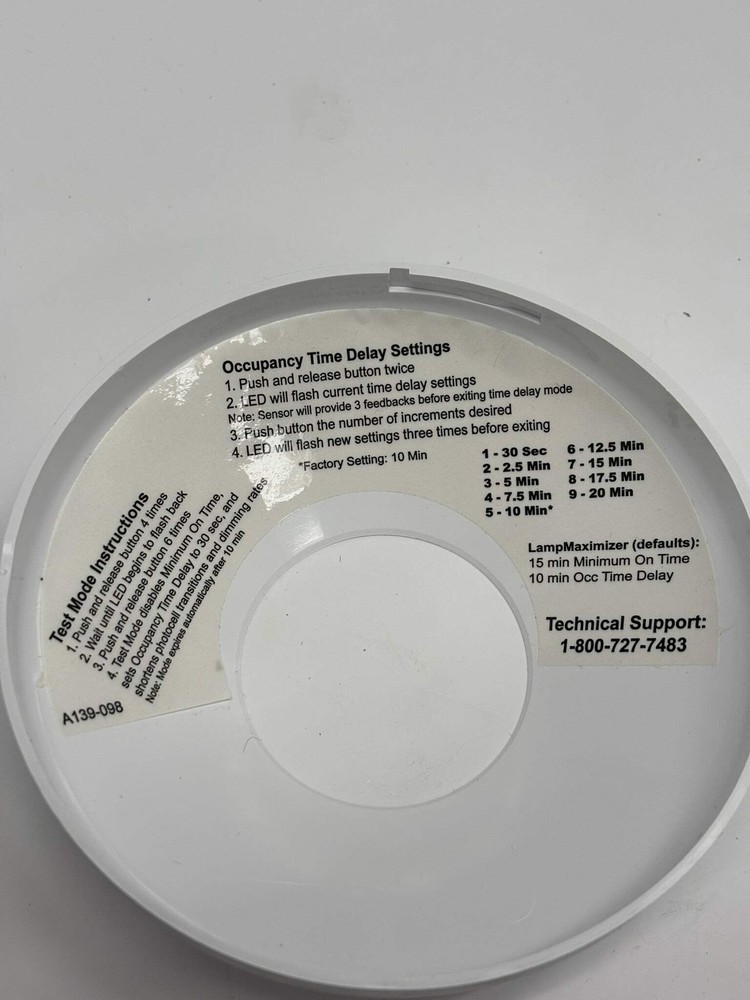 Occupancy Time Delay Settings
1. Push and release button twice
2. LED will flash current time delay settings
Note: Sensor will provide 3 feedbacks before exiting time delay mode
3. Push button the number of increments desired
4. LED will flash new settings three times before exiting
*Factory Setting: 10 Min
1 - 30 Sec
2 - 2.5 Min
3 - 5 Min
4 - 7.5 Min
5 - 10 Min*
6 - 12.5 Min
7 - 15 Min
8 - 17.5 Min
9 - 20 Min
LampMaximizer (defaults):
15 min Minimum On Time
10 min Occ Time Delay
Technical Support:
1-800-727-7483
Test Mode Instructions
1. Push and release button 4 times
2. Wait until LED begins to flash back
3. Push and release button 6 times
4. Test Mode disables Minimum On Time,
sets Occupancy Time Delay to 30 sec, and
shortens photocell transitions and dimming rates
Note: Mode expires automatically after 10 min
A139-098